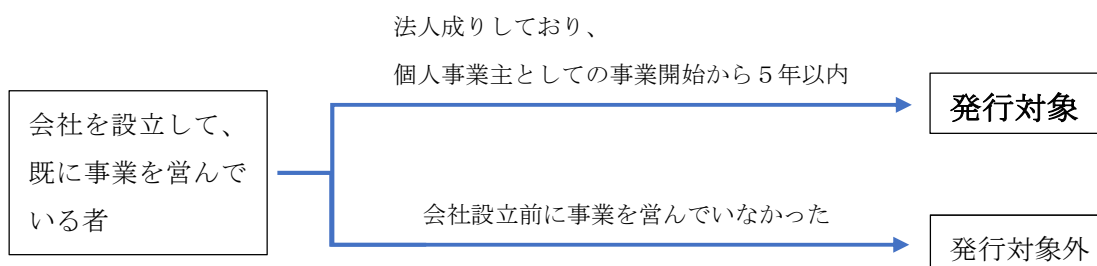 法人成りしており、
個人事業主としての事業開始から５年以内
発行対象
会社を設立して、
既に事業を営んで
いる者
会社設立前に事業を営んでいなかった
発行対象外